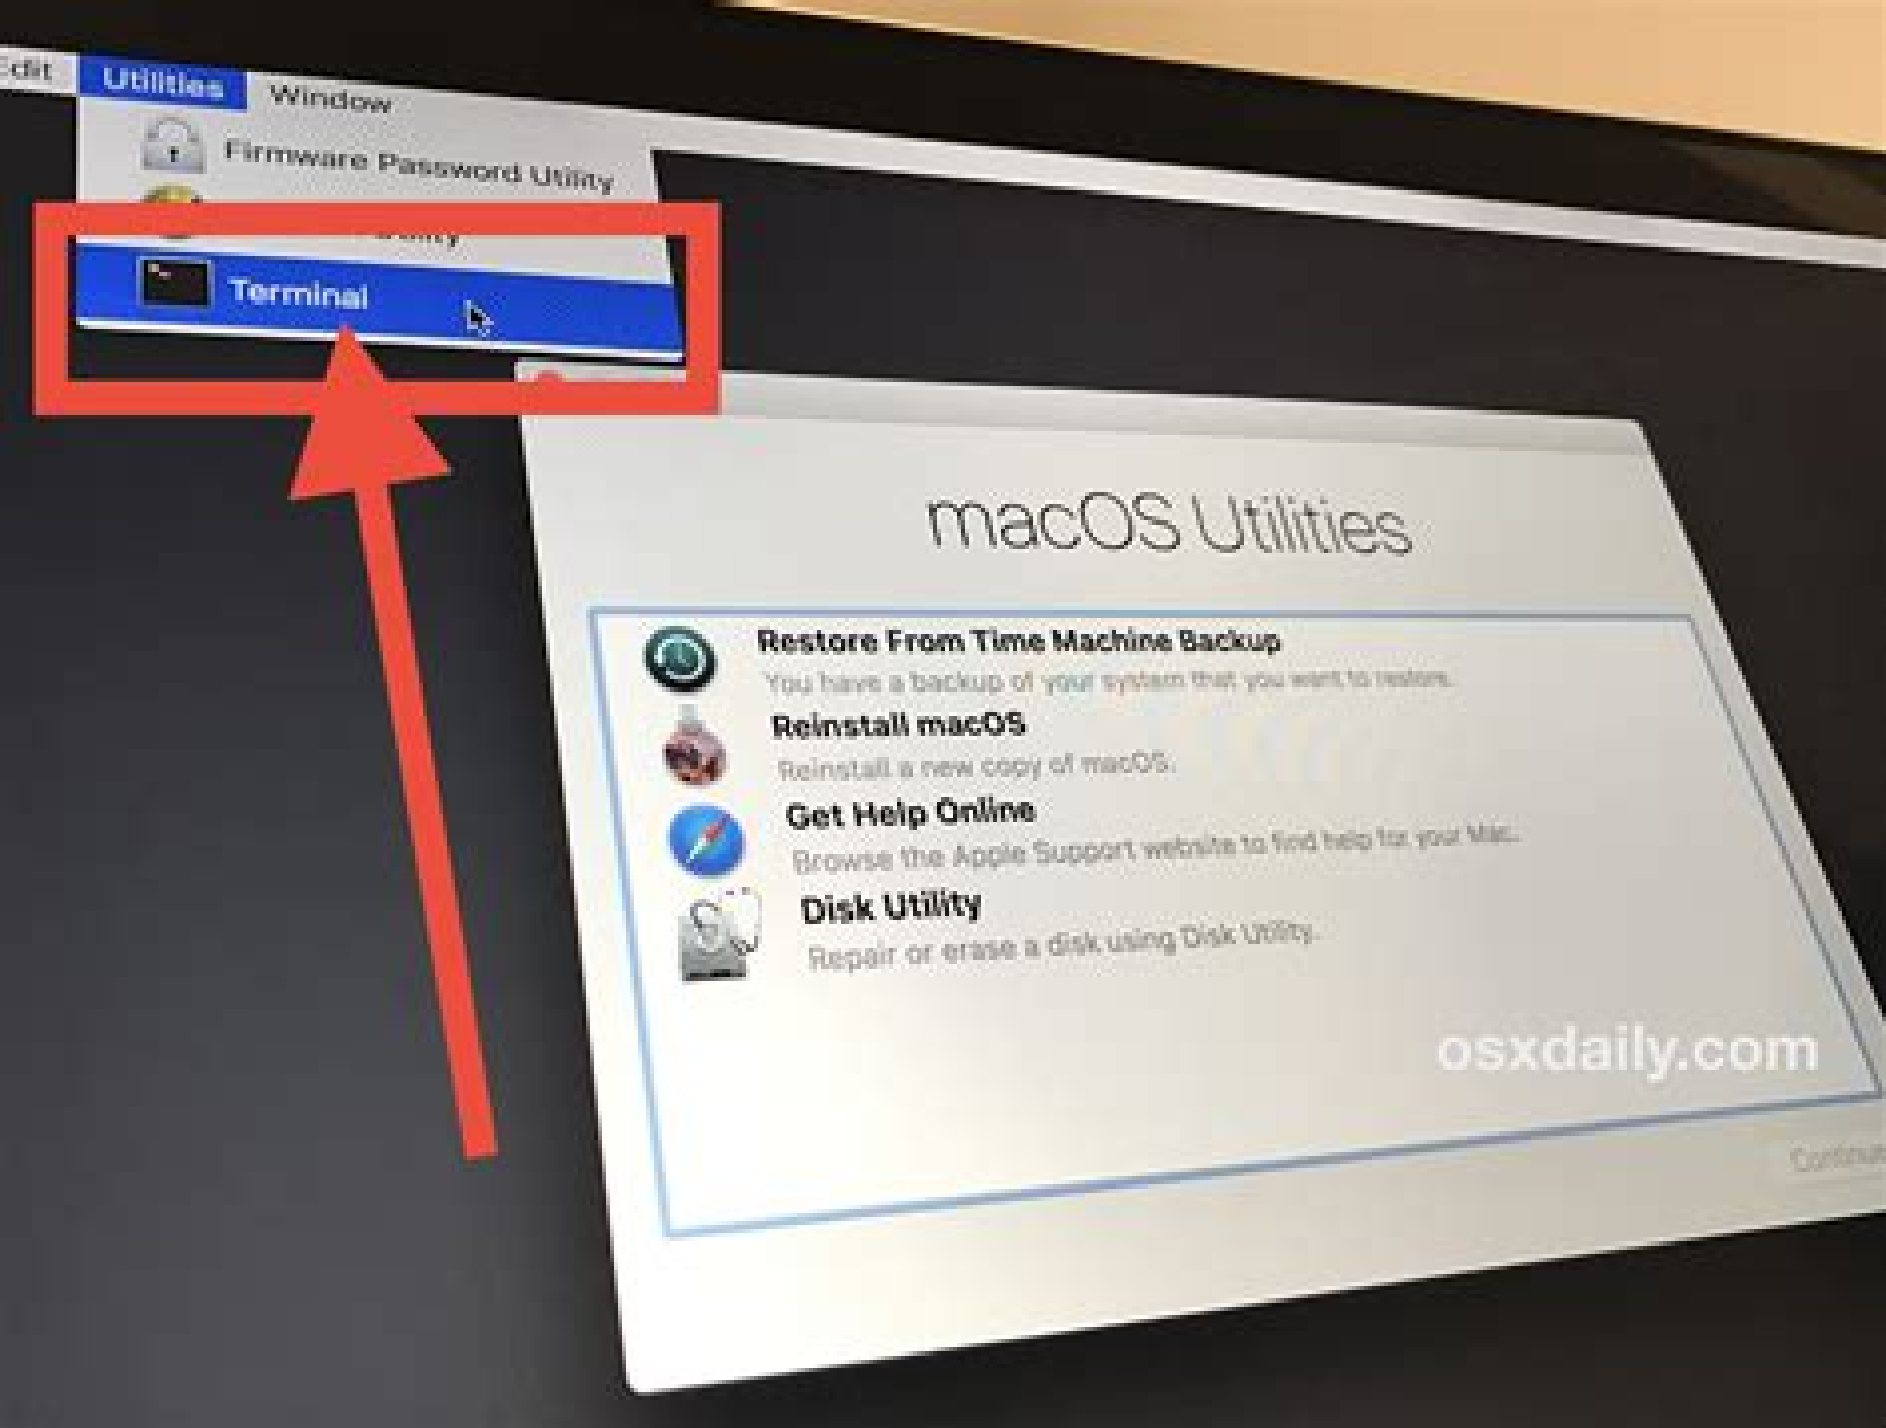 Utilities
Window
Firmware Password Utility
Terminal
macOS Utilities
Restore From Time Machine Backup
You have a backup of your system that you want to restore.
Reinstall macOS
Reinstall a new copy of macOS.
Get Help Online
Browse the Apple Support website to find help for your Mac.
Disk Utility
Repair or erase a disk using Disk Utility.
osxdaily.com